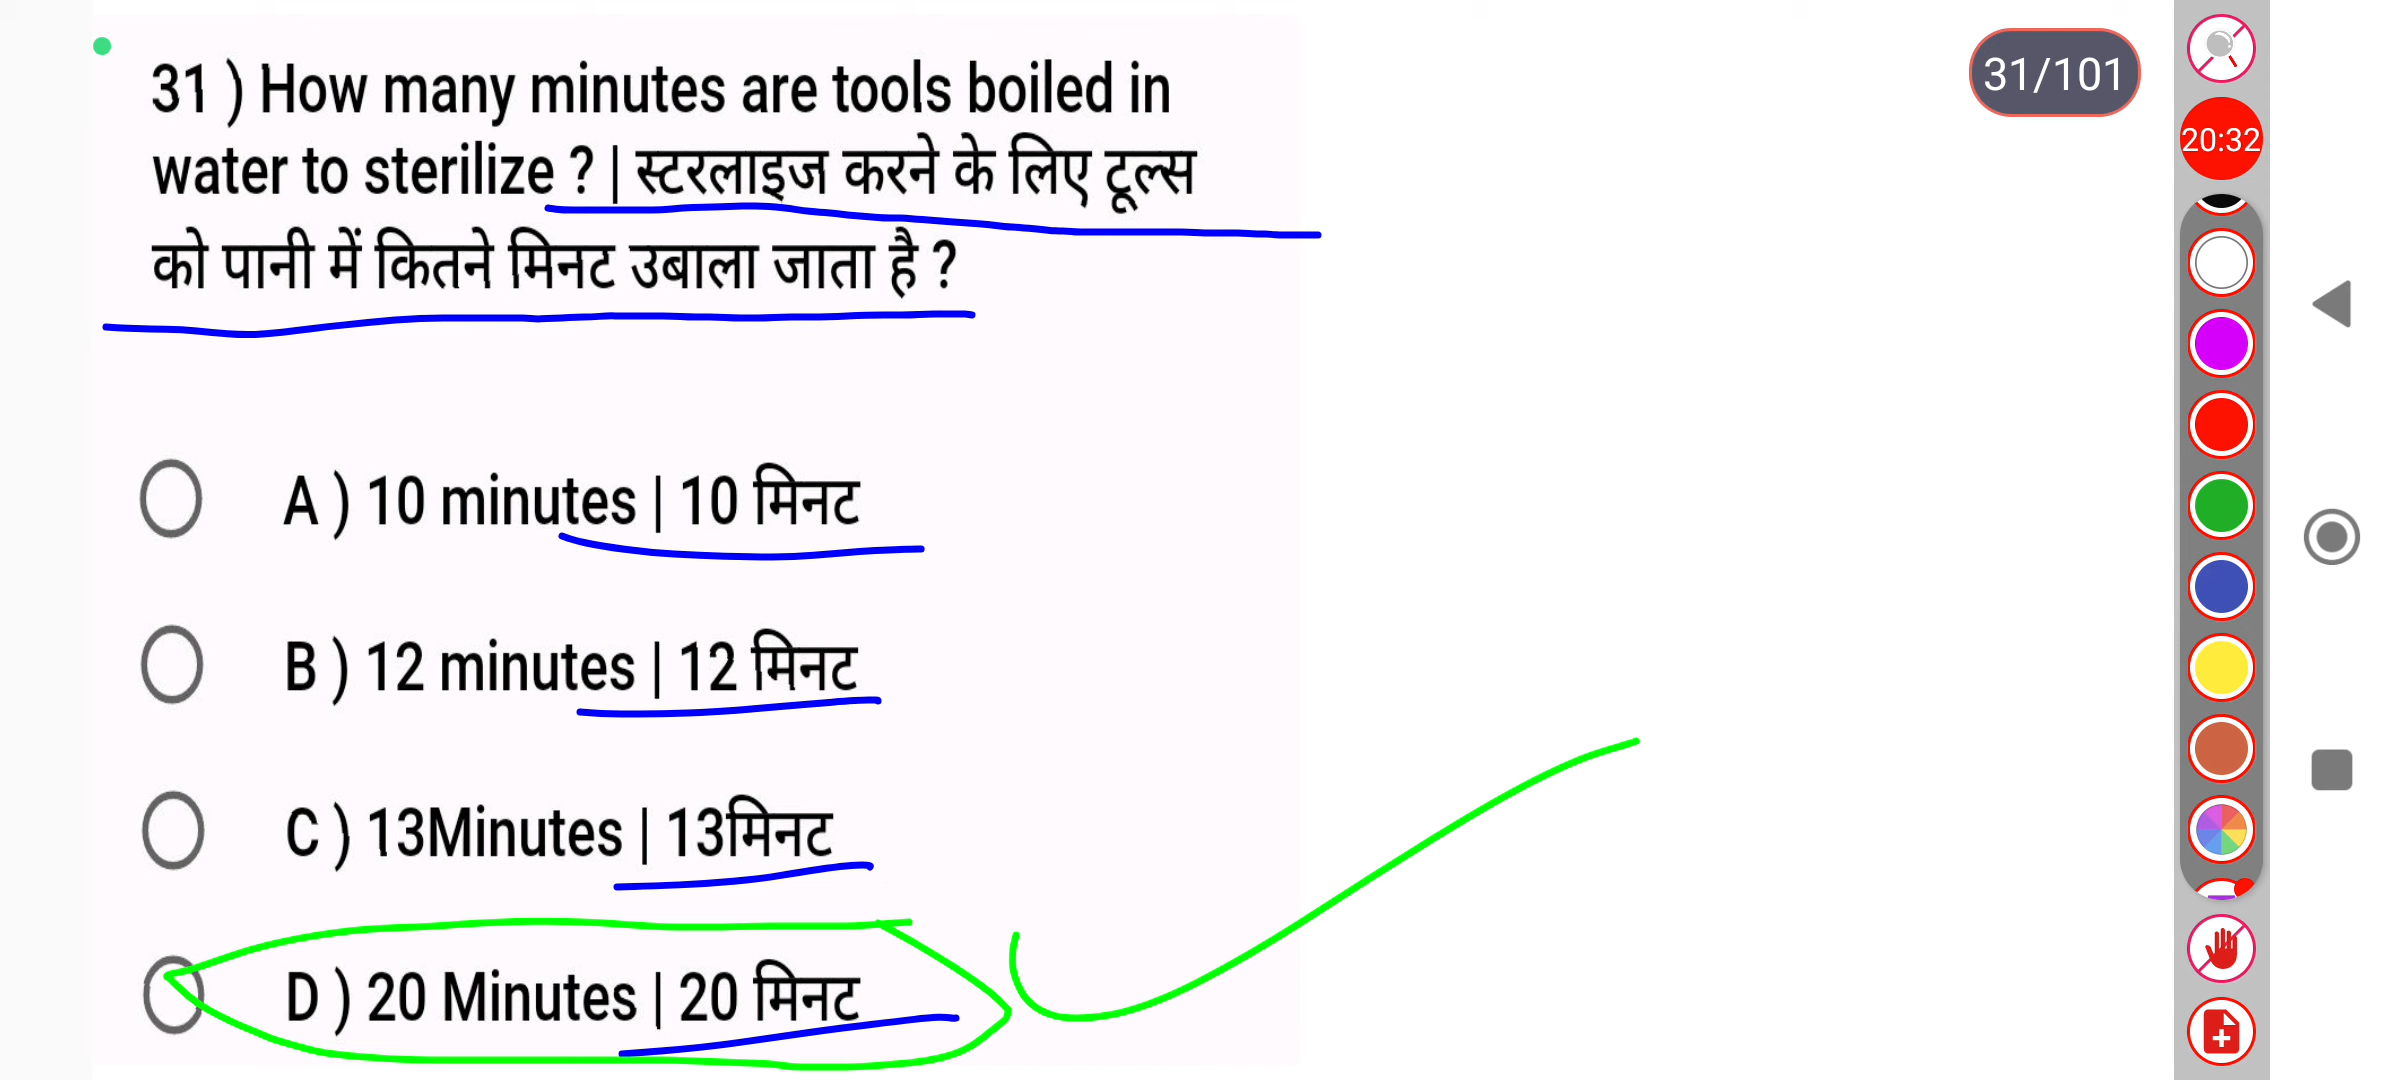 31 ) How many minutes are tools boiled in
water to sterilize ? | स्टरलाइज करने के लिए टूल्स
को पानी में कितने मिनट उबाला जाता है ?
A ) 10 minutes | 10 मिनट
B ) 12 minutes | 12 मिनट
C ) 13Minutes | 13मिनट
D ) 20 Minutes | 20 मिनट
31/101
20:32